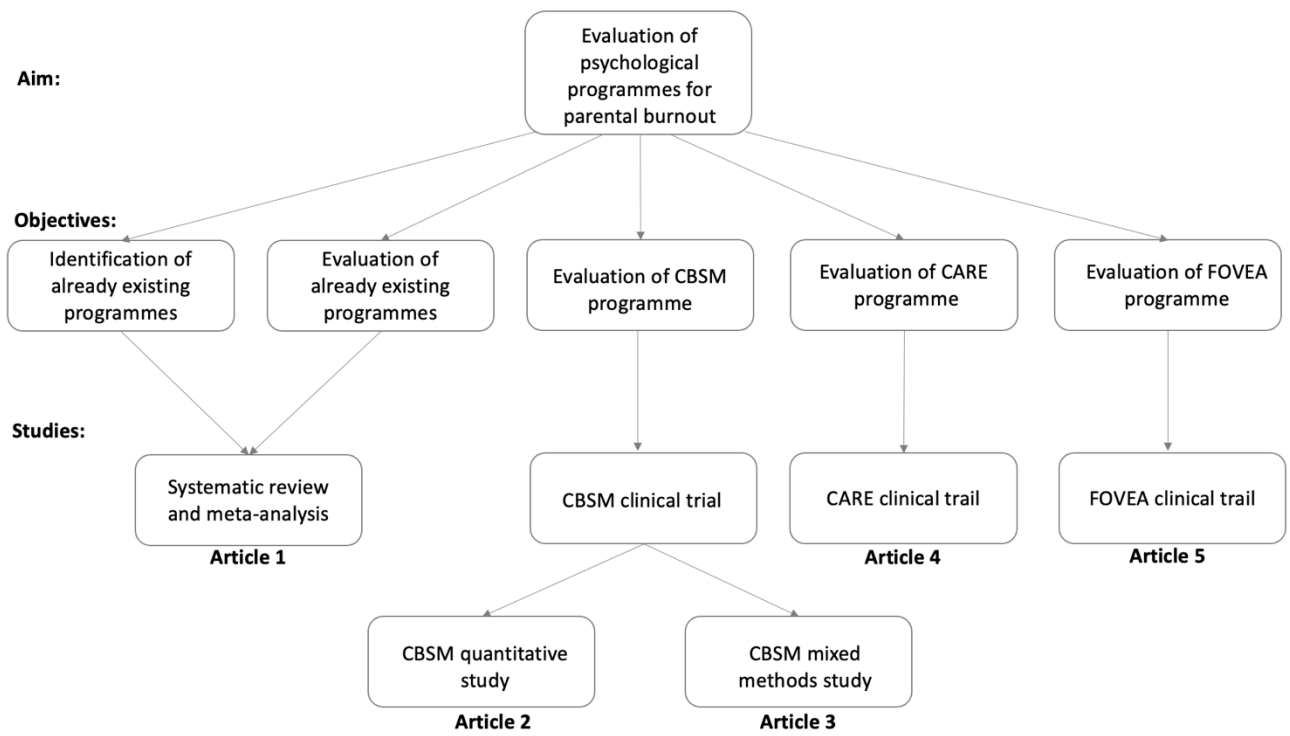 Evaluation of
psychological
programmes for
parental burnout
Aim:
Objectives:
Identification of
already existing
programmes
Evaluation of
already existing
programmes
Evaluation of CBSM
programme
Evaluation of CARE
programme
Evaluation of FOVEA
programme
Studies:
Systematic review
and meta-analysis
Article 1
CBSM clinical trial
CARE clinical trail
Article 4
FOVEA clinical trail
Article 5
CBSM quantitative
study
Article 2
CBSM mixed
methods study
Article 3